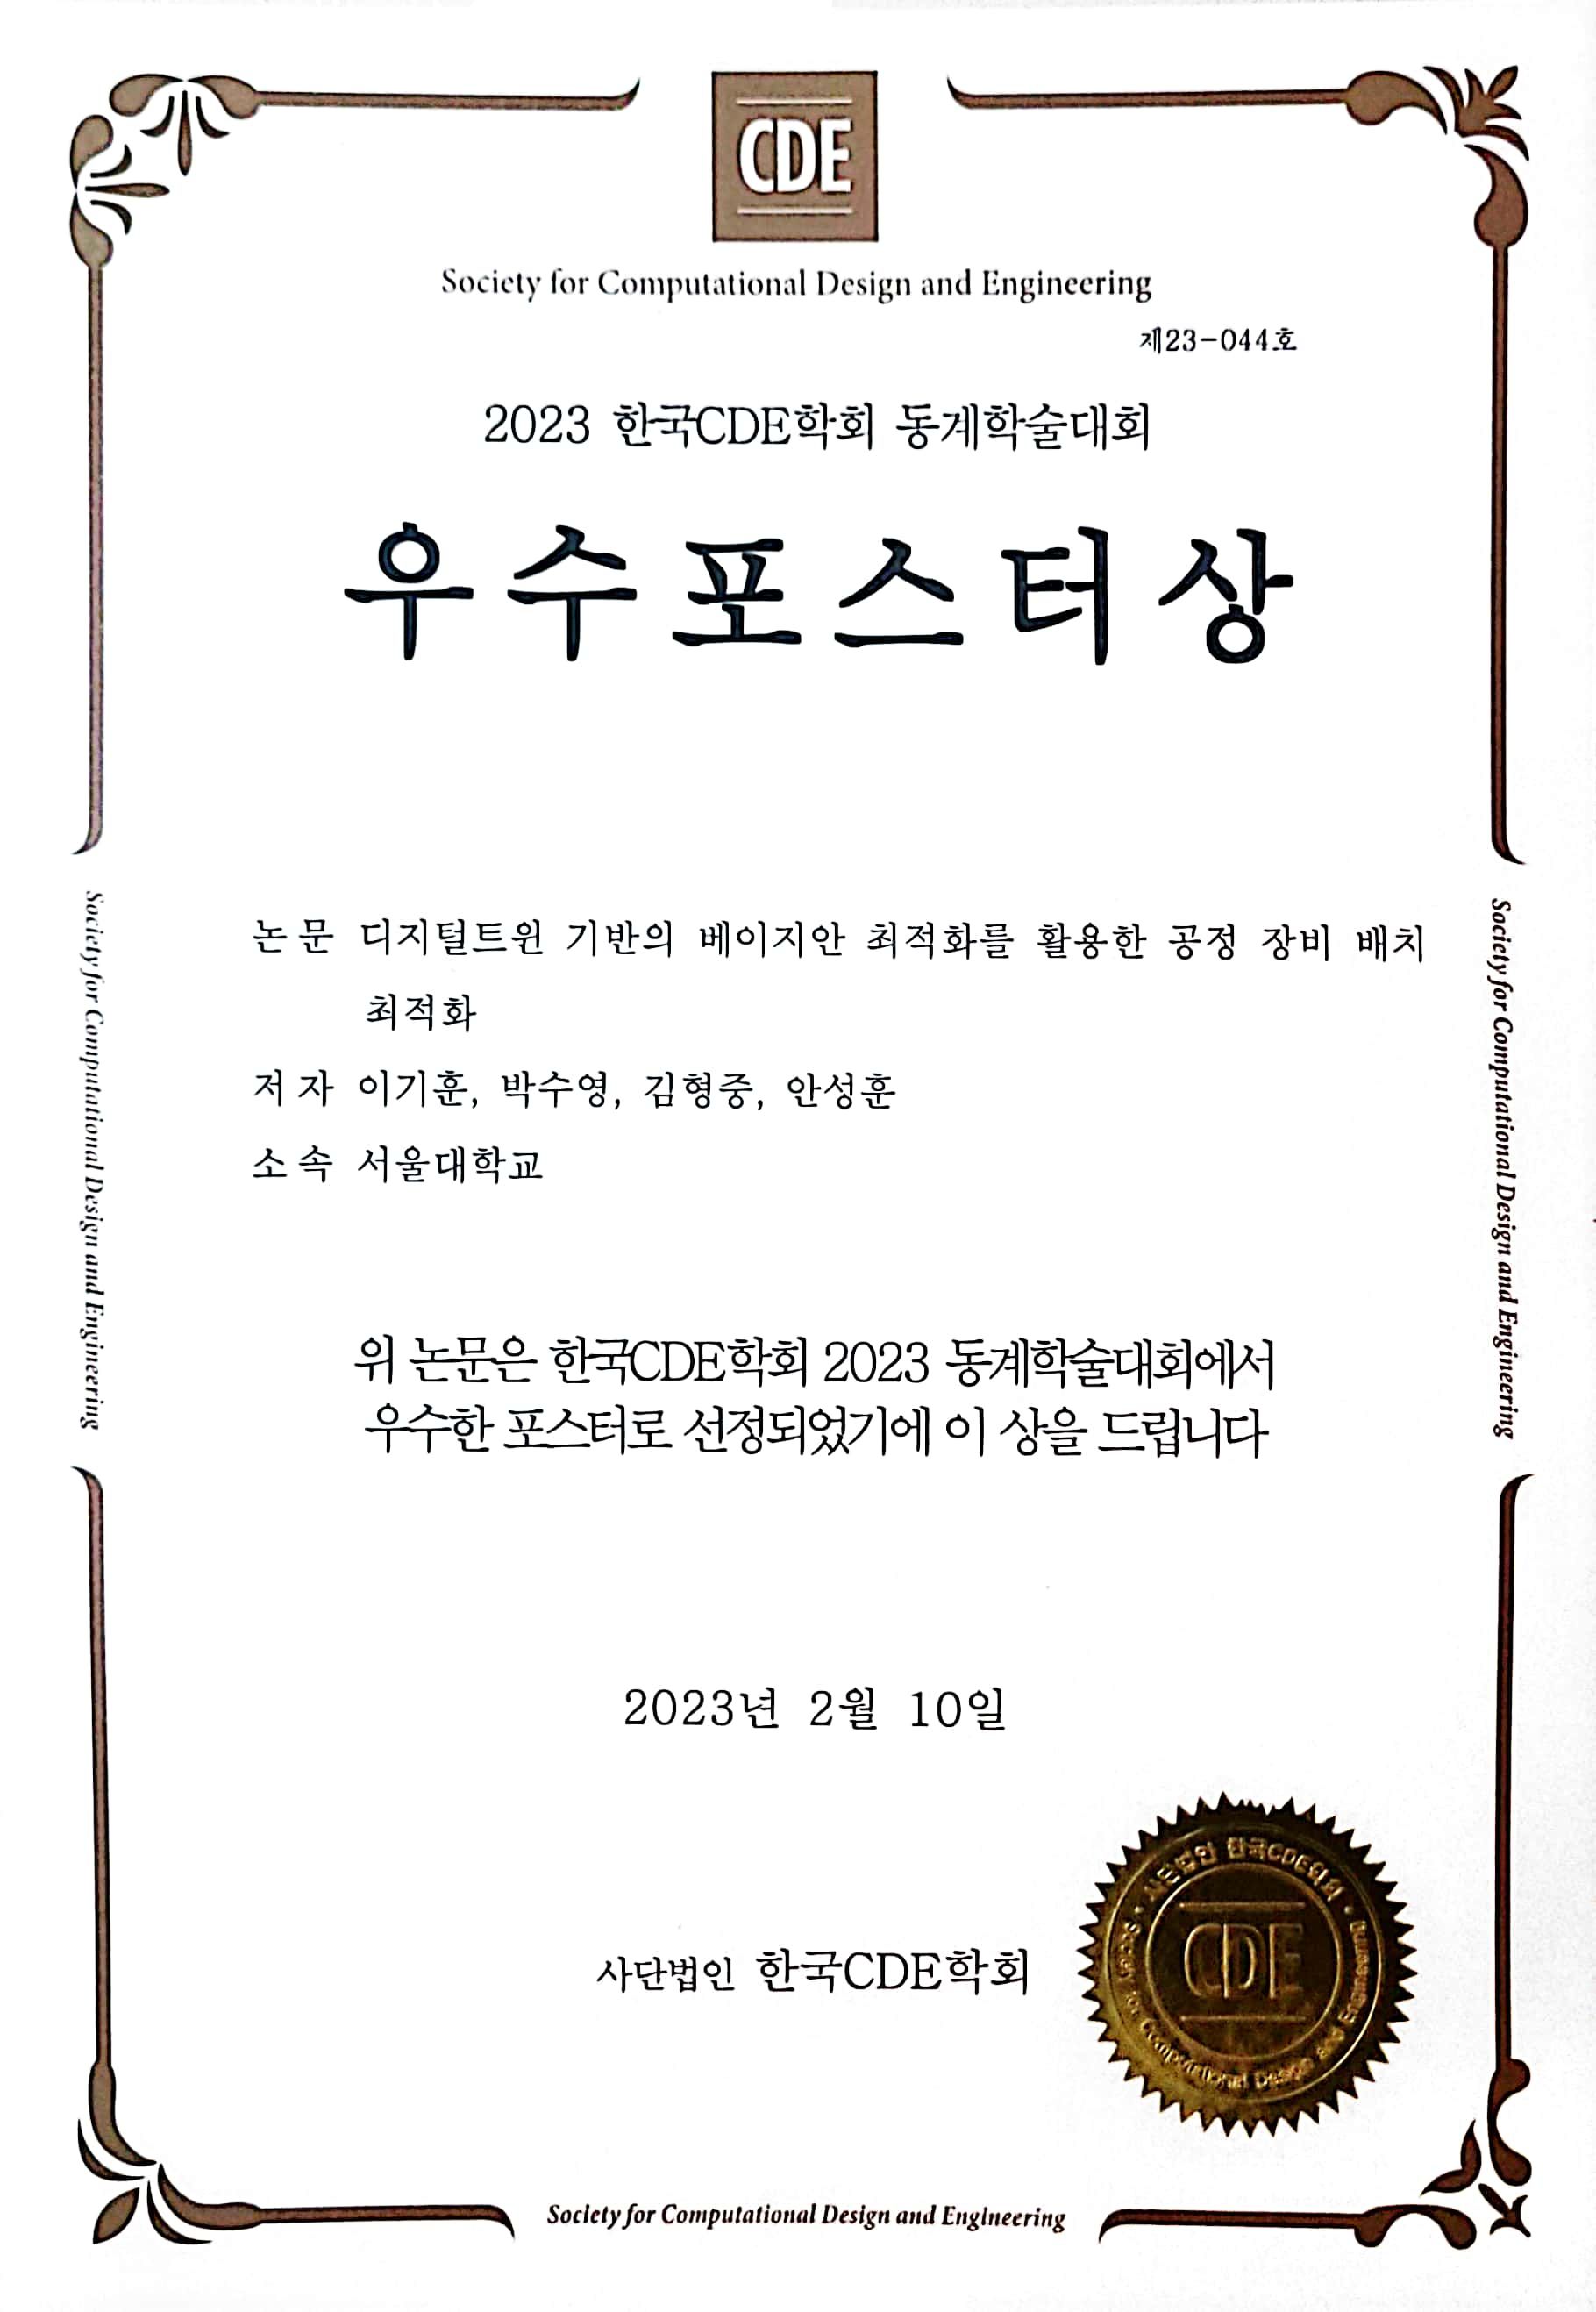 CDE
Society for Computational Design and Engineering
제23-044호
2023 한국CDE학회 동계학술대회
우수포스터상
논문 디지털트윈 기반의 베이지안 최적화를 활용한 공정 장비 배치
최적화
저자 이기훈, 박수영, 김형중, 안성훈
소속 서울대학교
Society for Computational Design and Engineering
Society for Computational Design and Engineering
위 논문은 한국CDE학회 2023 동계학술대회에서
우수한 포스터로 선정되었기에 이 상을 드립니다
2023년 2월 10일
사단법인 한국CDE학회
사단법인 한국CDE학회
CDE
Society for Computational Design and Engineering
Society for Computational Design and Engineering